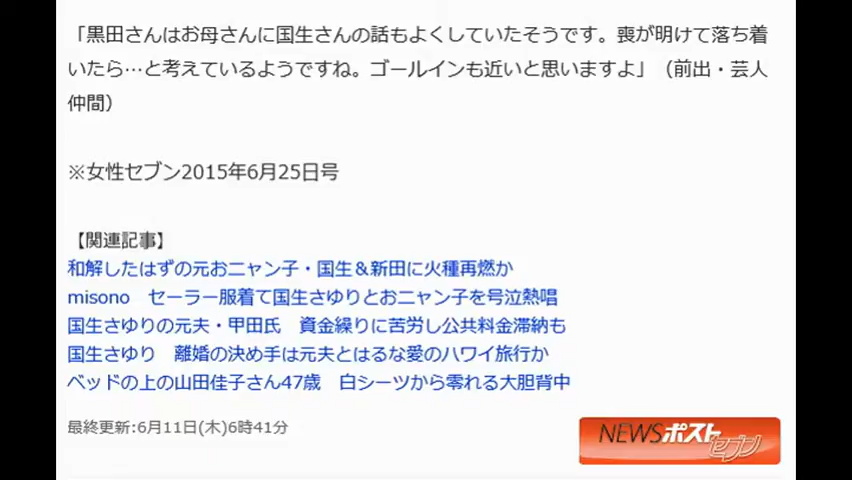 「黒田さんはお母さんに国生さんの話もよくしていたそうです。喪が明けて落ち着
いたら…と考えているようですね。ゴールインも近いと思いますよ」（前出・芸人
仲間）
※女性セブン2015年6月25日号
【関連記事】
和解したはずの元おニャン子・国生＆新田に火種再燃か
misono　セーラー服着て国生さゆりとおニャン子を号泣熱唱
国生さゆりの元夫・甲田氏　資金繰りに苦労し公共料金滞納も
国生さゆり　離婚の決め手は元夫とはるな愛のハワイ旅行か
ベッドの上の山田佳子さん47歳　白シーツから零れる大胆背中
最終更新:6月11日(木)6時41分
NEWSポストセブン